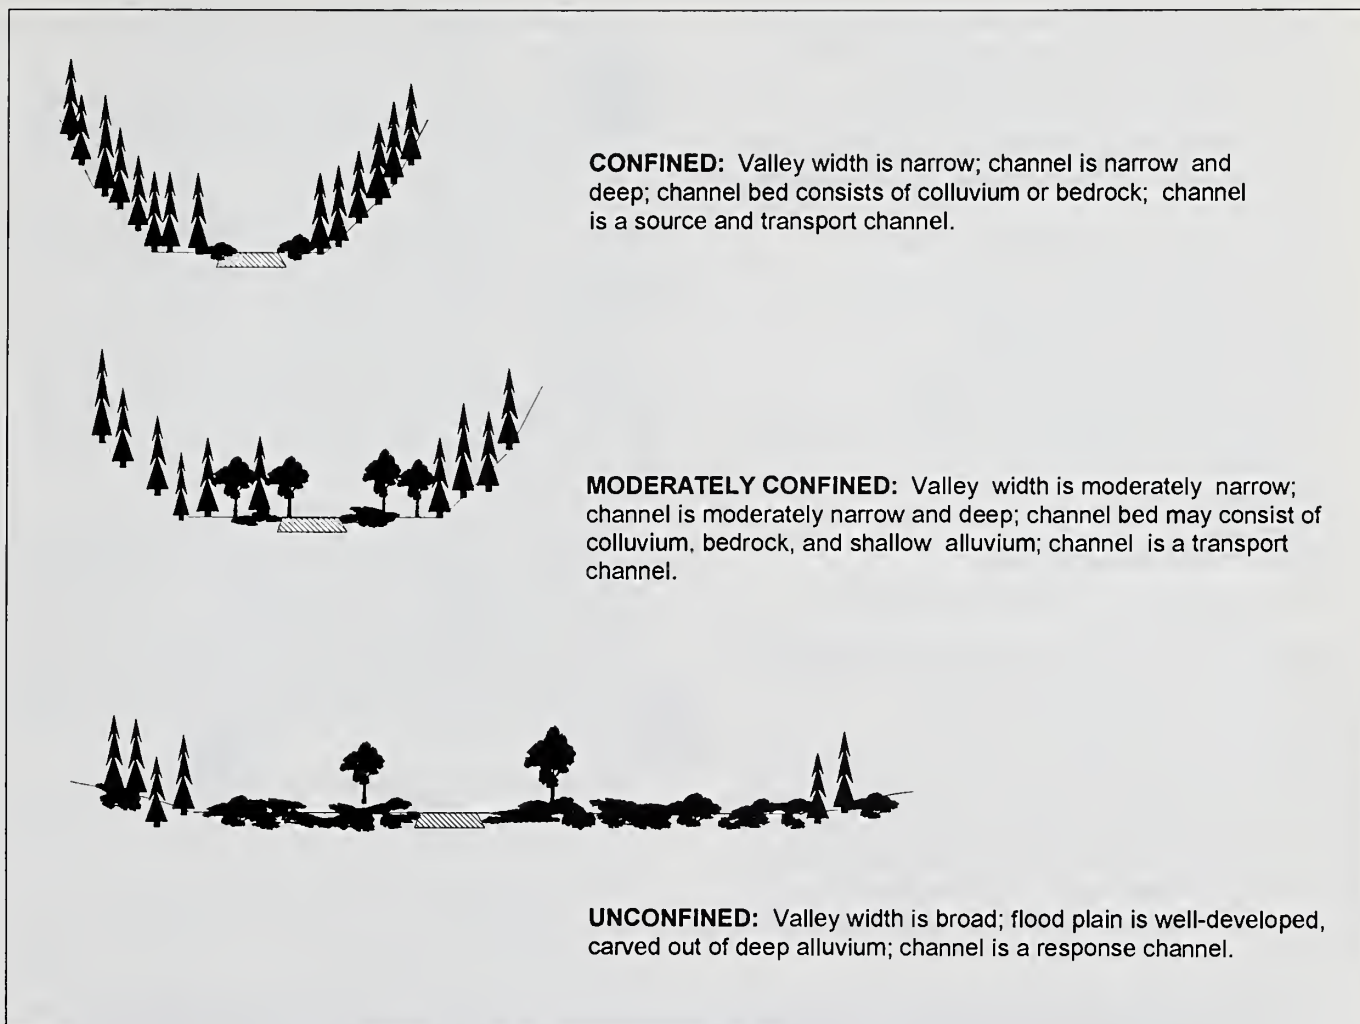 CONFINED: Valley width is narrow; channel is narrow and
deep; channel bed consists of colluvium or bedrock; channel
is a source and transport channel.
MODERATELY CONFINED: Valley width is moderately narrow;
channel is moderately narrow and deep; channel bed may consist of
colluvium, bedrock, and shallow alluvium; channel is a transport
channel.
UNCONFINED: Valley width is broad; flood plain is well-developed,
carved out of deep alluvium; channel is a response channel.